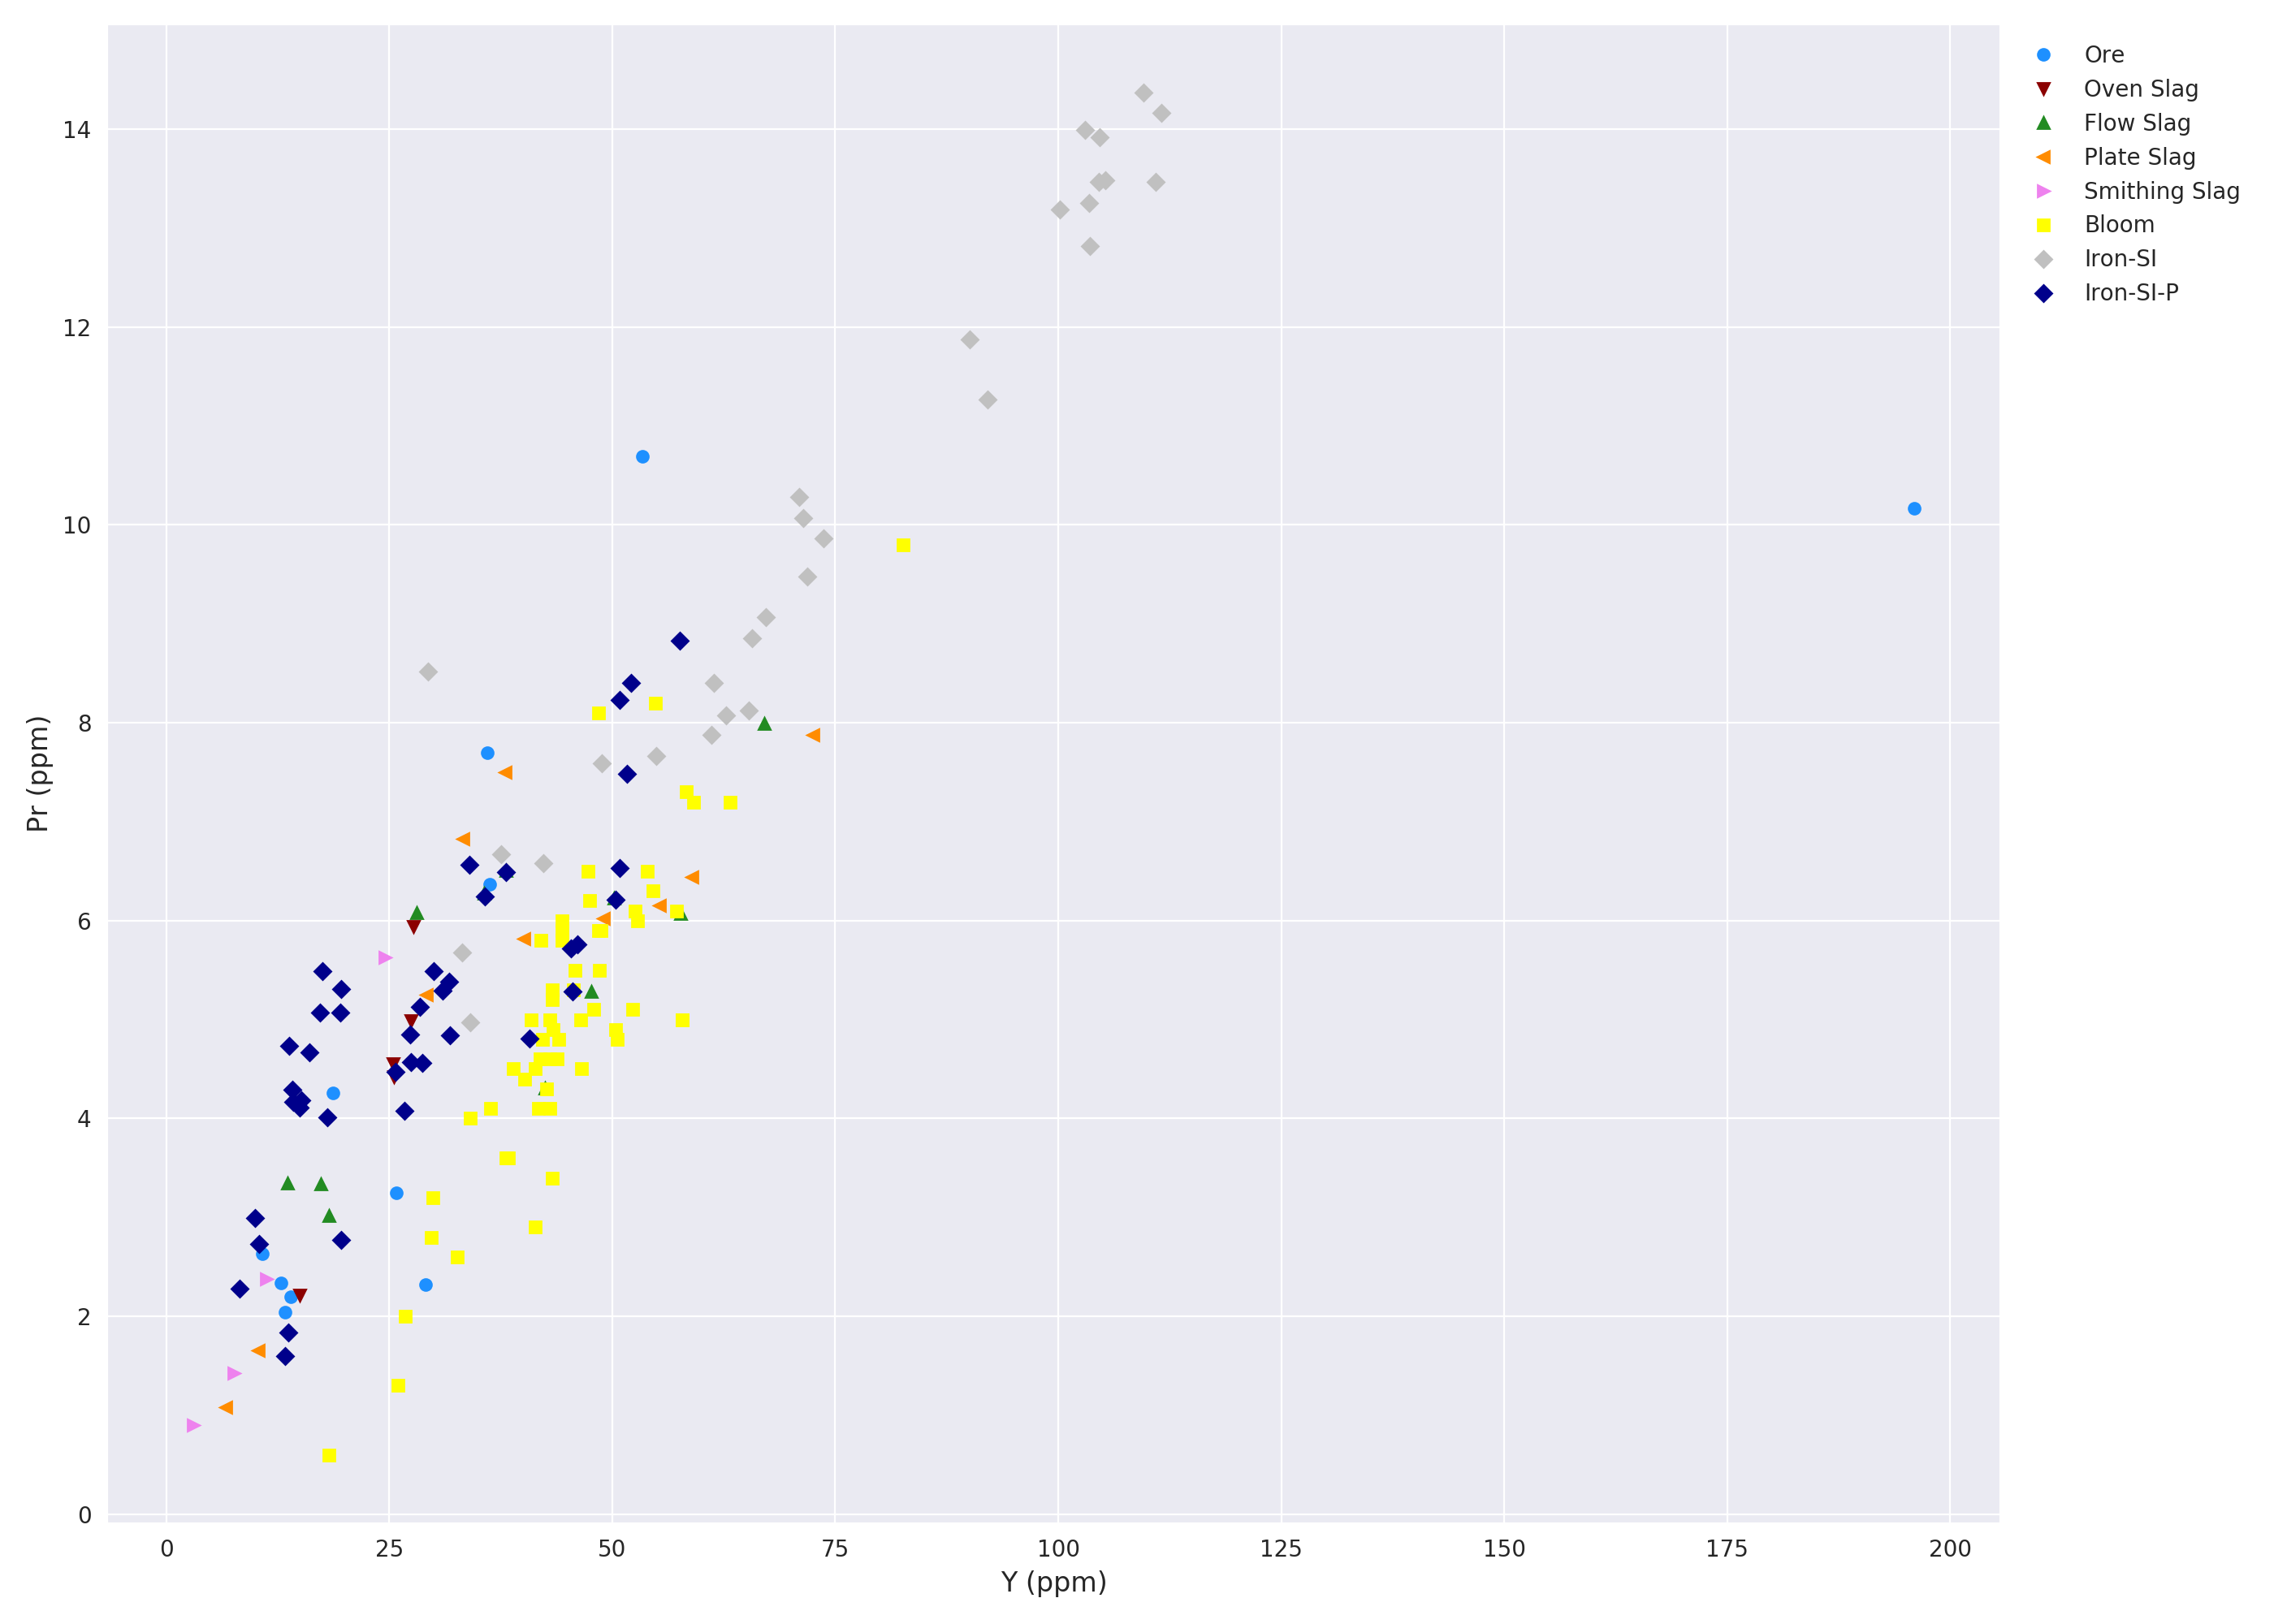 Ore
Oven Slag
Flow Slag
Plate Slag
Smithing Slag
Bloom
Iron-SI
Iron-SI-P
14
12
10
8
6
4
2
0
Pr (ppm)
0 25 50 75 100 125 150 175 200
Y (ppm)